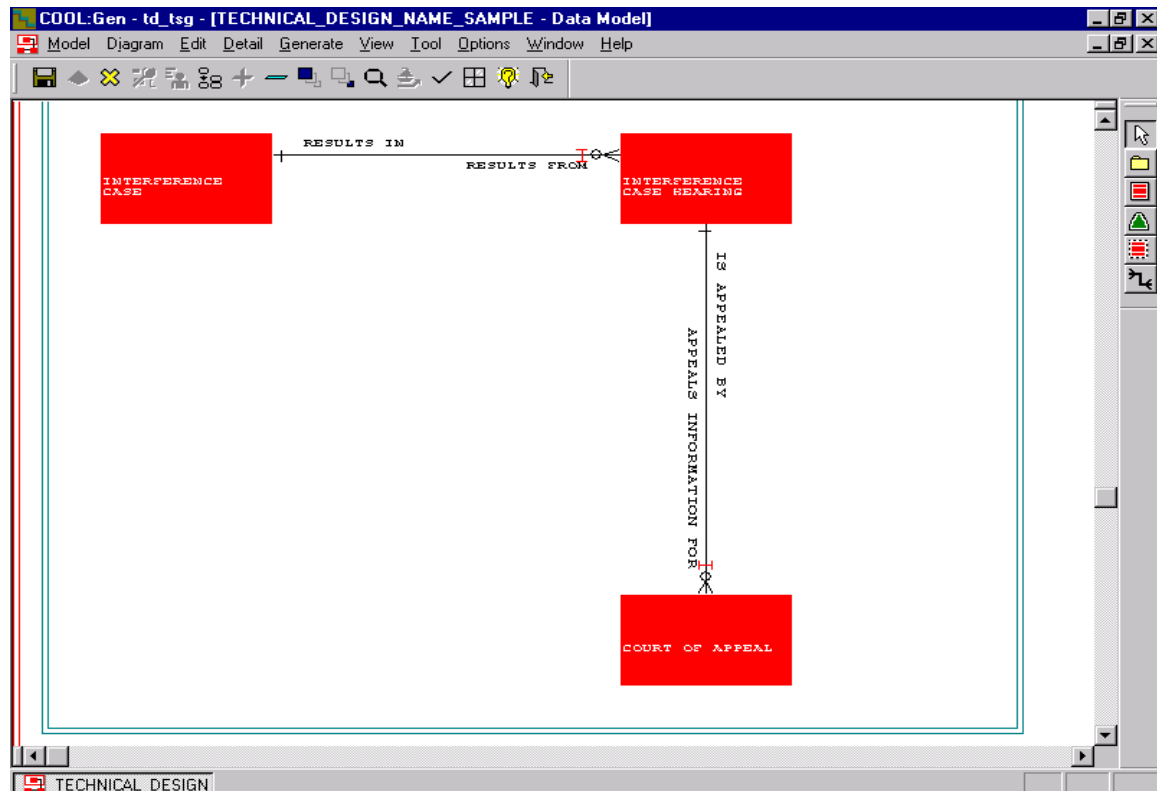 COOL:Gen - td_tsg - [TECHNICAL_DESIGN_NAME_SAMPLE - Data Model]
Model Diagram Edit Detail Generate View Tool Options Window Help
RESULTS IN
RESULTS FROM
INTERFERENCE
CASE
INTERFERENCE
CASE HEARING
IS APPEALED BY
APPEALS INFORMATION FOR
COURT OF APPEAL
TECHNICAL DESIGN